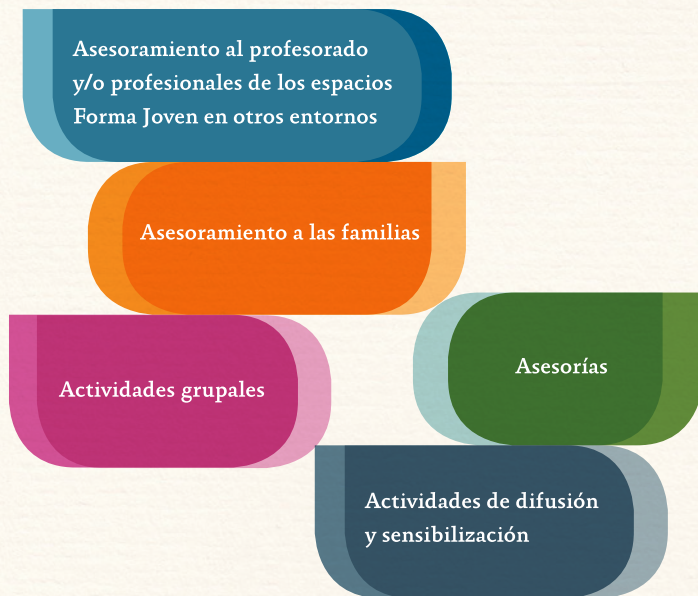 Asesoramiento al profesorado
y/o profesionales de los espacios
Forma Joven en otros entornos
Asesoramiento a las familias
Asesorías
Actividades grupales
Actividades de difusión
y sensibilización